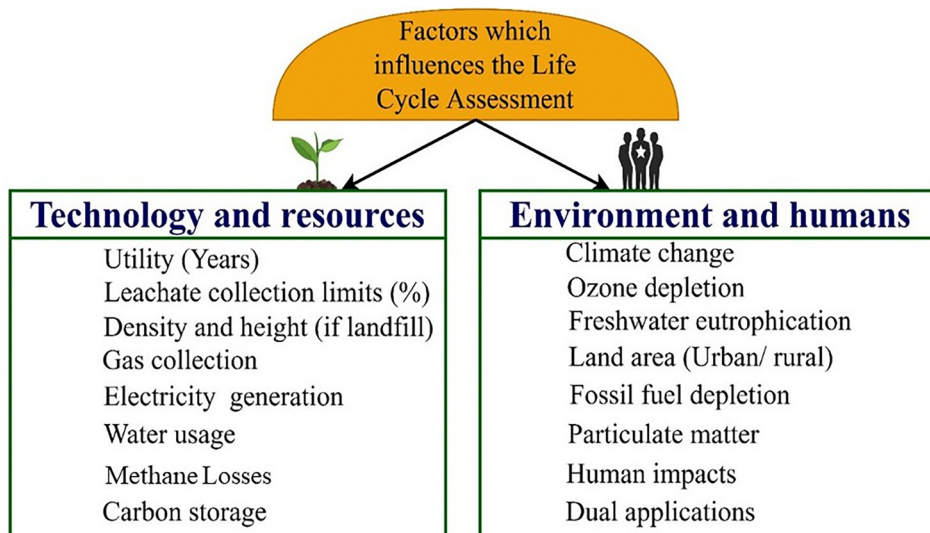 Factors which
influences the Life
Cycle Assessment
Technology and resources
Utility (Years)
Leachate collection limits (%)
Density and height (if landfill)
Gas collection
Electricity generation
Water usage
Methane Losses
Carbon storage
Environment and humans
Climate change
Ozone depletion
Freshwater eutrophication
Land area (Urban/ rural)
Fossil fuel depletion
Particulate matter
Human impacts
Dual applications